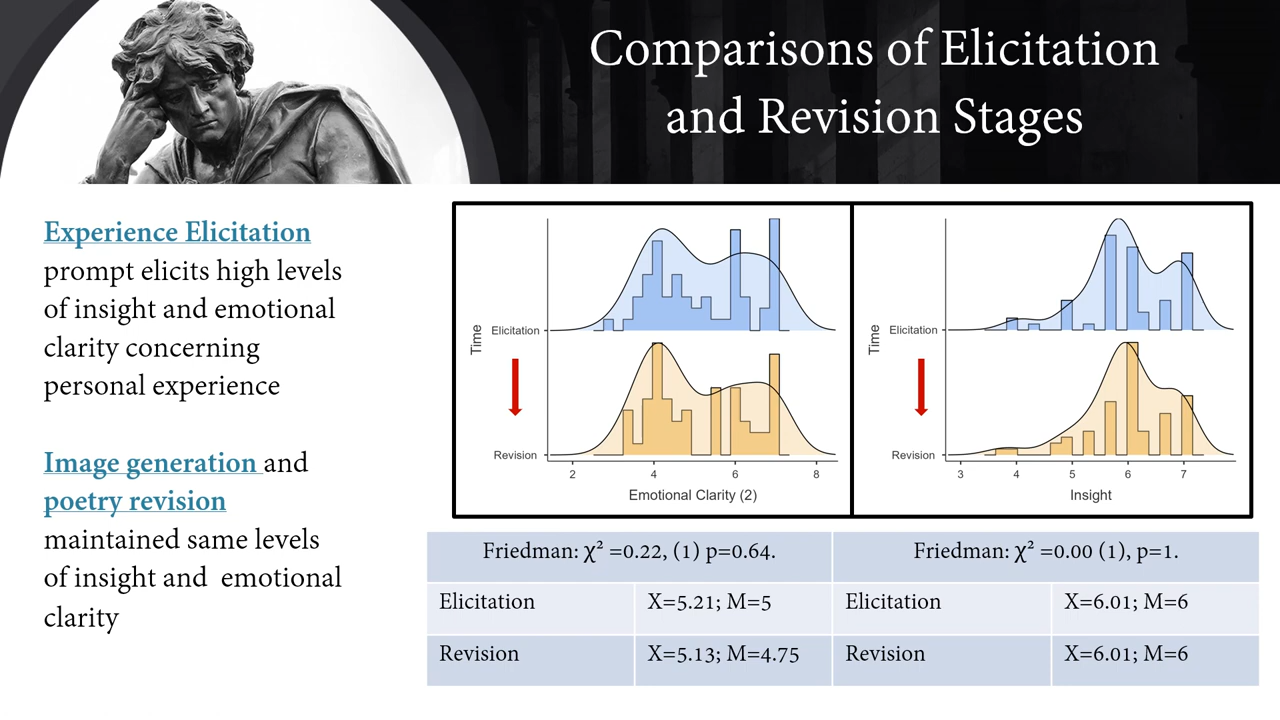 Comparisons of Elicitation
and Revision Stages
Experience Elicitation
prompt elicits high levels
of insight and emotional
clarity concerning
personal experience
Image generation and
poetry revision
maintained same levels
of insight and  emotional
clarity
Time
Elicitation
Revision
2 4 6 8
Emotional Clarity (2)
Time
Elicitation
Revision
3 4 5 6 7
Insight
Friedman: χ² =0.22, (1) p=0.64.
Friedman: χ² =0.00 (1), p=1.
Elicitation
X=5.21; M=5
Elicitation
X=6.01; M=6
Revision
X=5.13; M=4.75
Revision
X=6.01; M=6